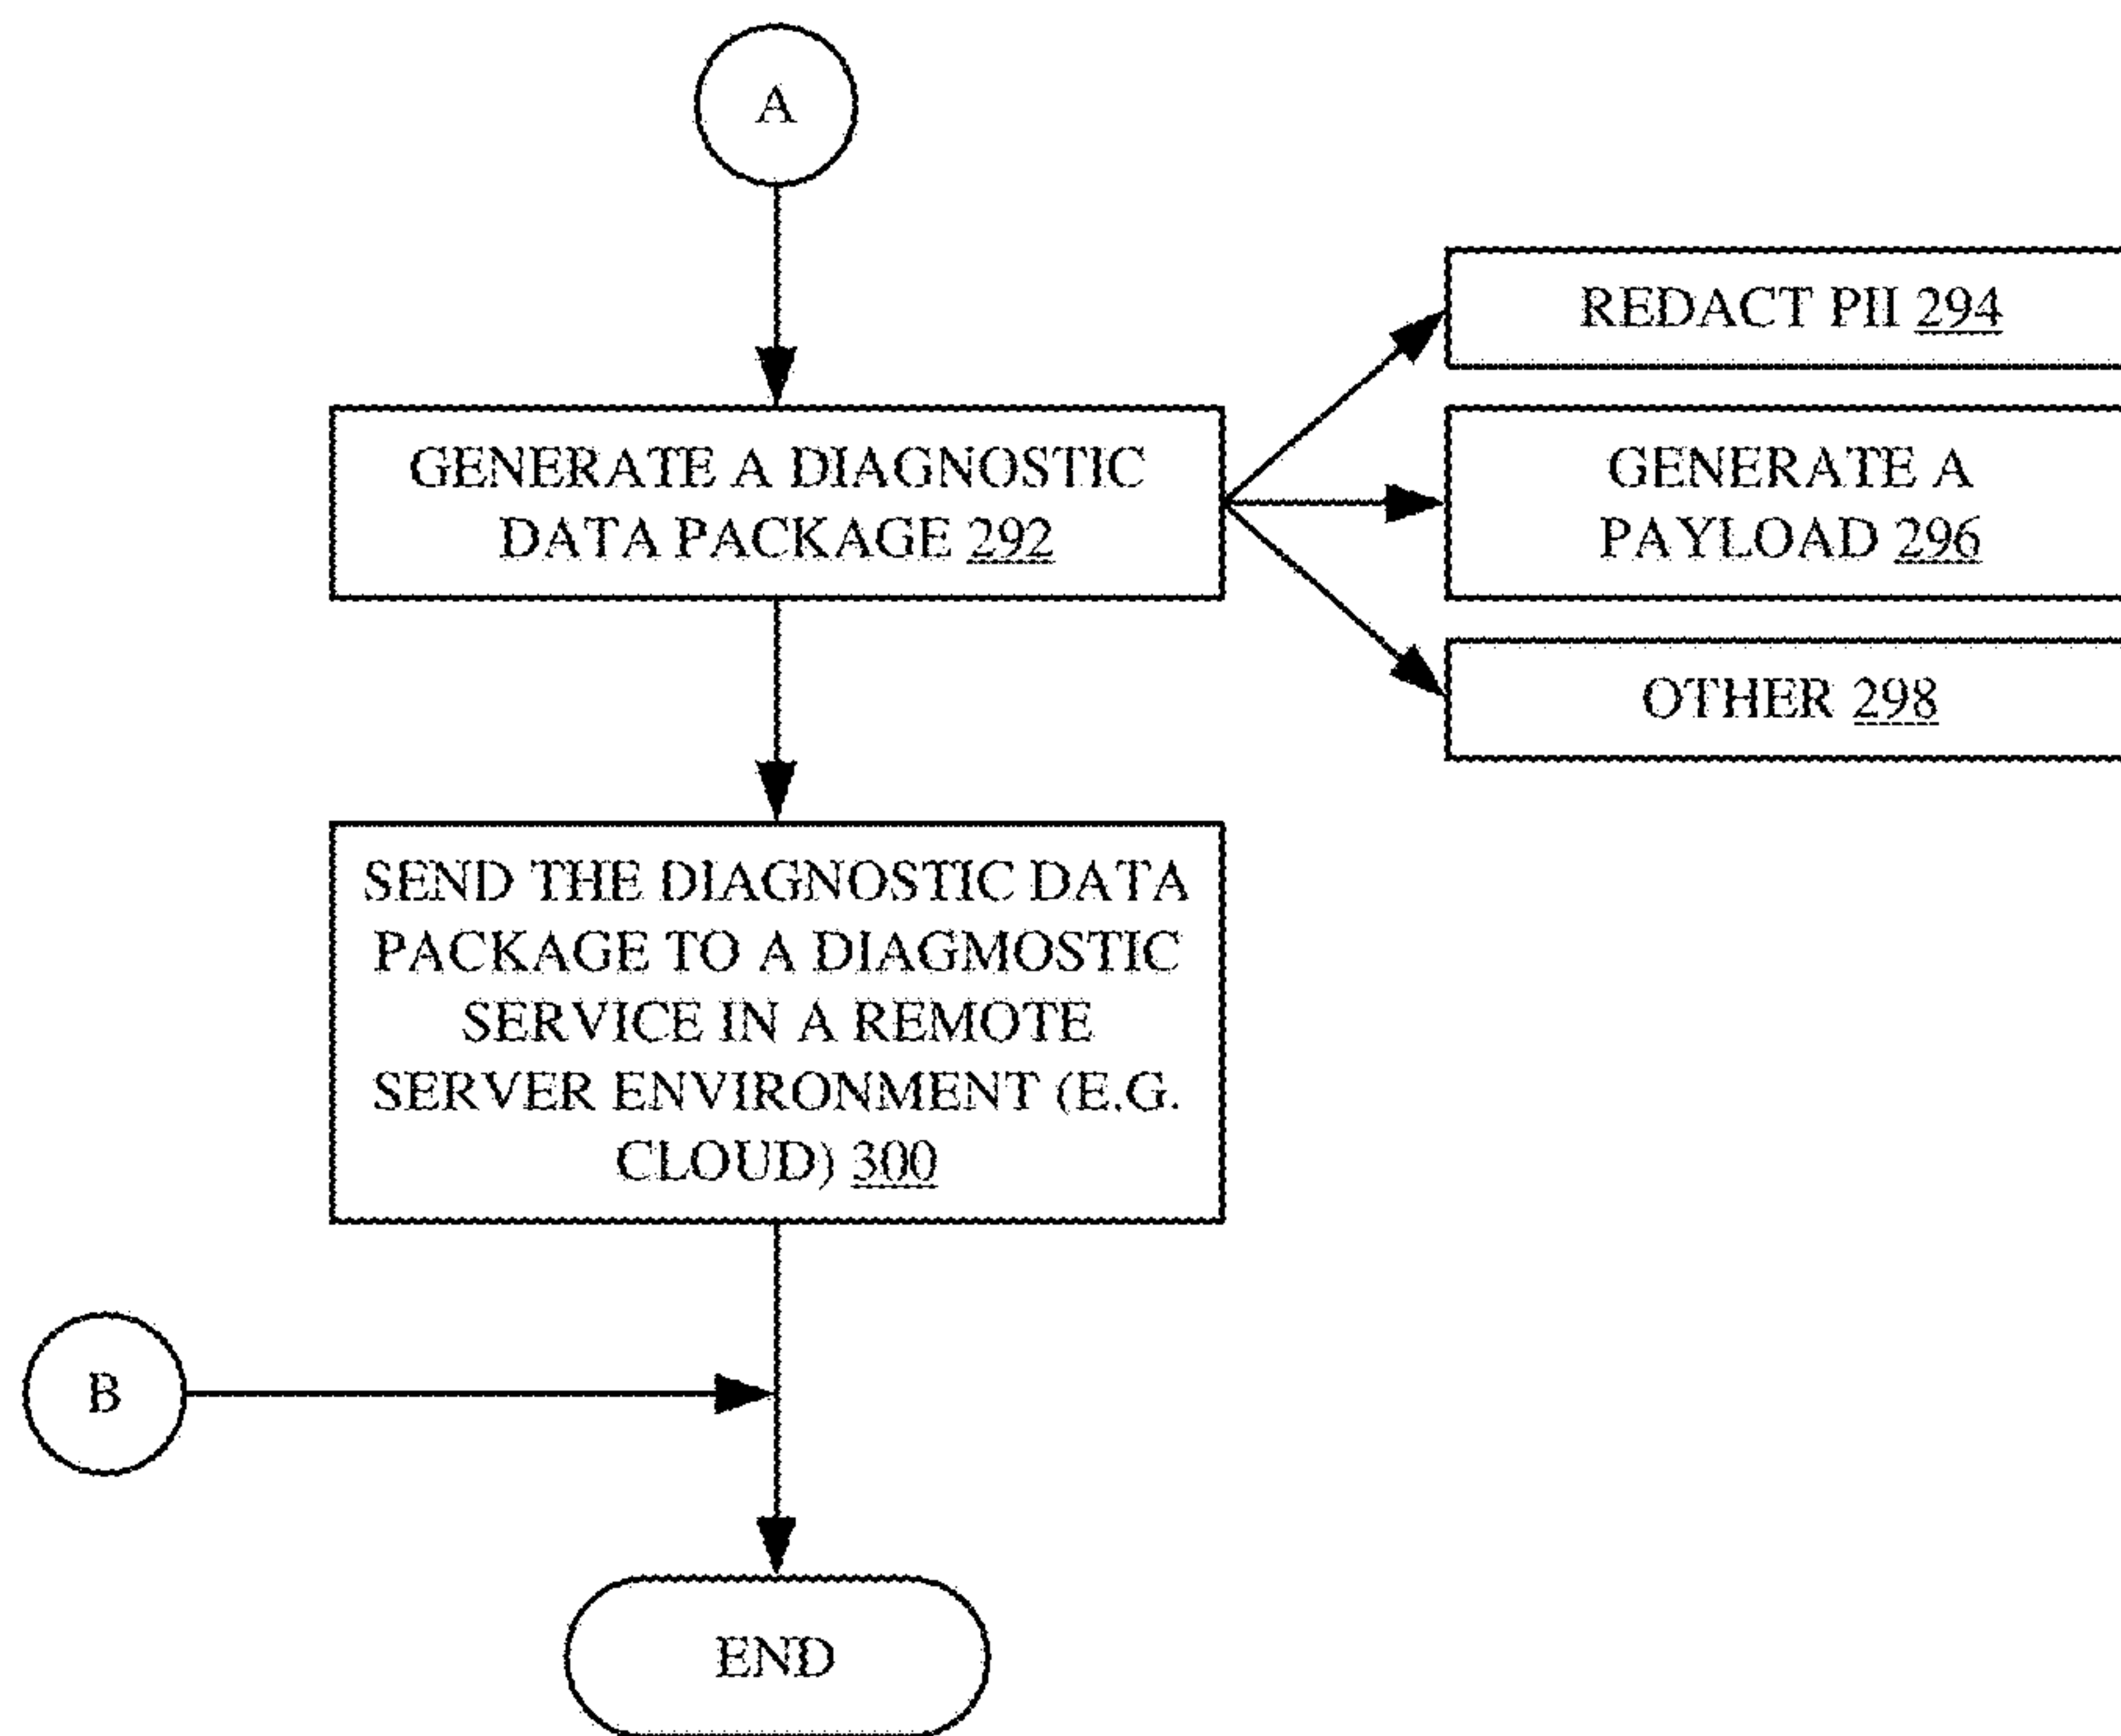 A
GENERATE A DIAGNOSTIC
DATA PACKAGE 292
REDACT PII 294
GENERATE A
PAYLOAD 296
OTHER 298
SEND THE DIAGNOSTIC DATA
PACKAGE TO A DIAGMOSTIC
SERVICE IN A REMOTE
SERVER ENVIRONMENT (E.G.
CLOUD) 300
B
END